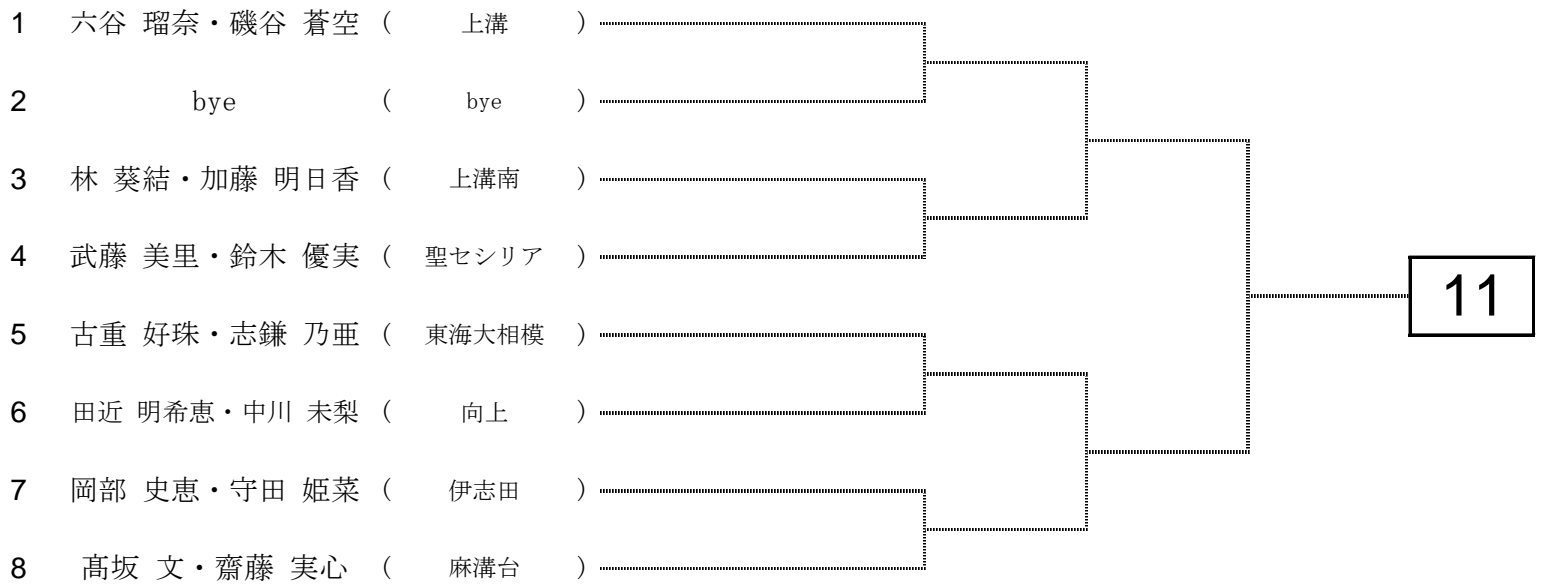 1 六谷 瑠奈・磯谷 蒼空 ( 上溝 )
2 bye ( bye )
3 林 葵結・加藤 明日香 ( 上溝南 )
4 武藤 美里・鈴木 優実 ( 聖セシリア )
11
5 古重 好珠・志鎌 乃亜 ( 東海大相模 )
6 田近 明希恵・中川 未梨 ( 向上 )
7 岡部 史恵・守田 姫菜 ( 伊志田 )
8 髙坂 文・齋藤 実心 ( 麻溝台 )